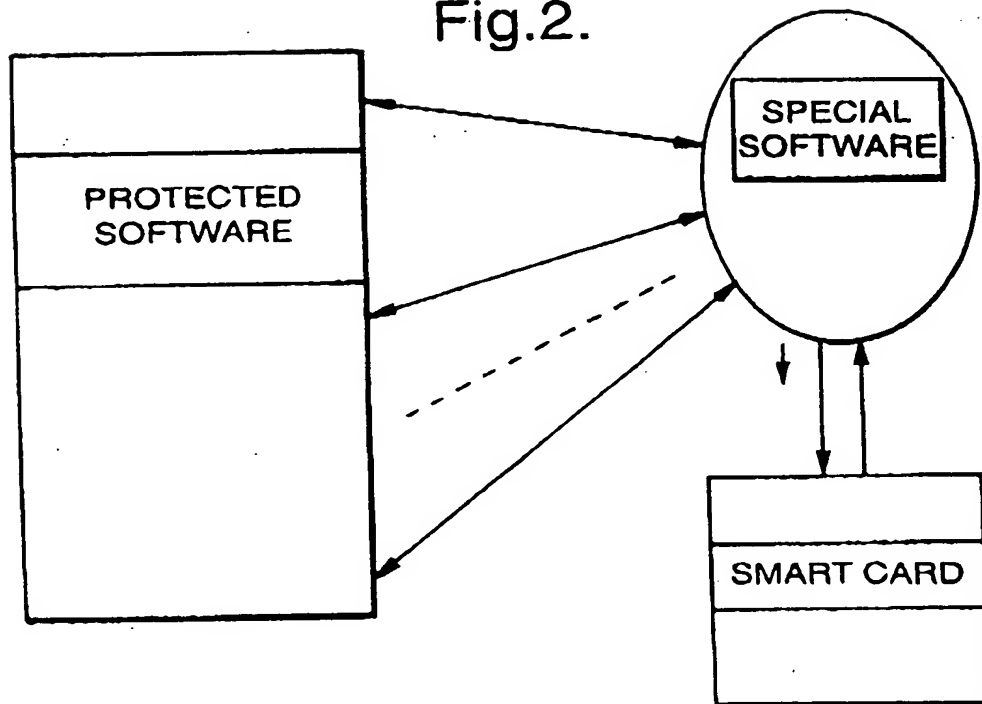 Fig.2.
PROTECTED
SOFTWARE
SPECIAL
SOFTWARE
SMART CARD